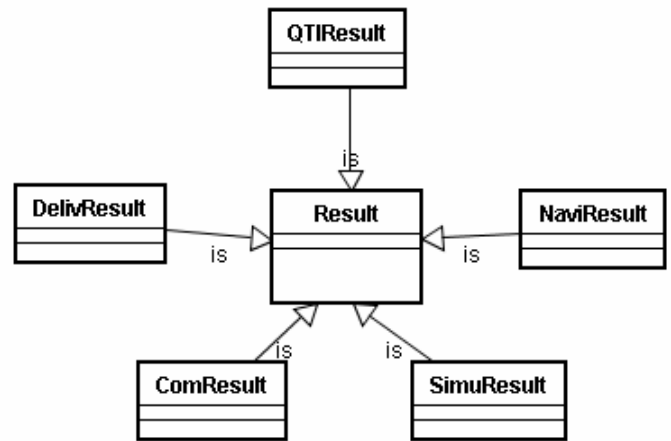 QTIResult
is
DelivResult
Result
NaviResult
is
is
is
is
ComResult
SimuResult